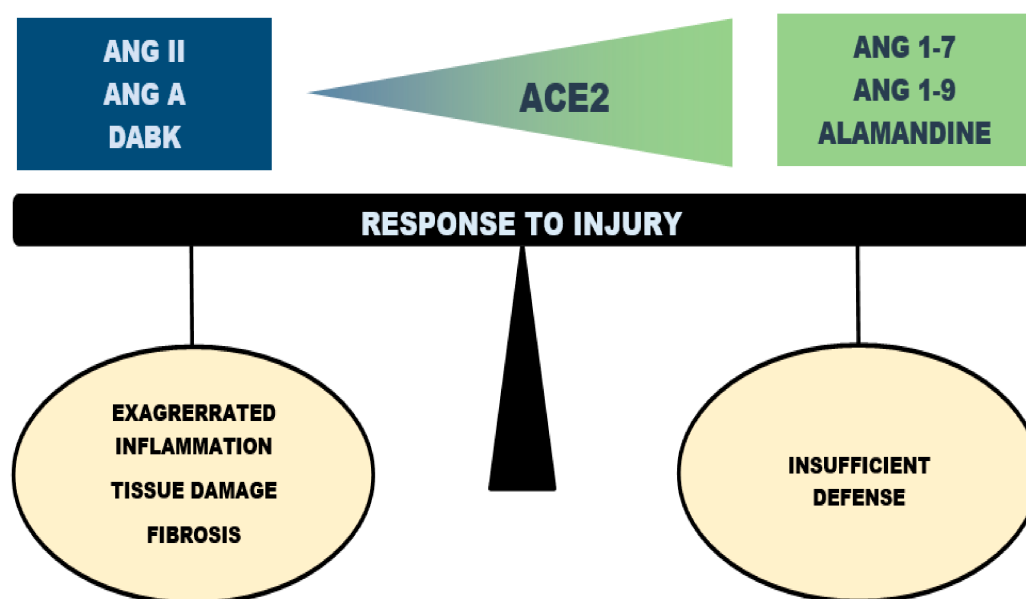 ANG II
ANG A
DABK
ACE2
ANG 1-7
ANG 1-9
ALAMANDINE
RESPONSE TO INJURY
EXAGRERRATED
INFLAMMATION
TISSUE DAMAGE
FIBROSIS
INSUFFICIENT
DEFENSE